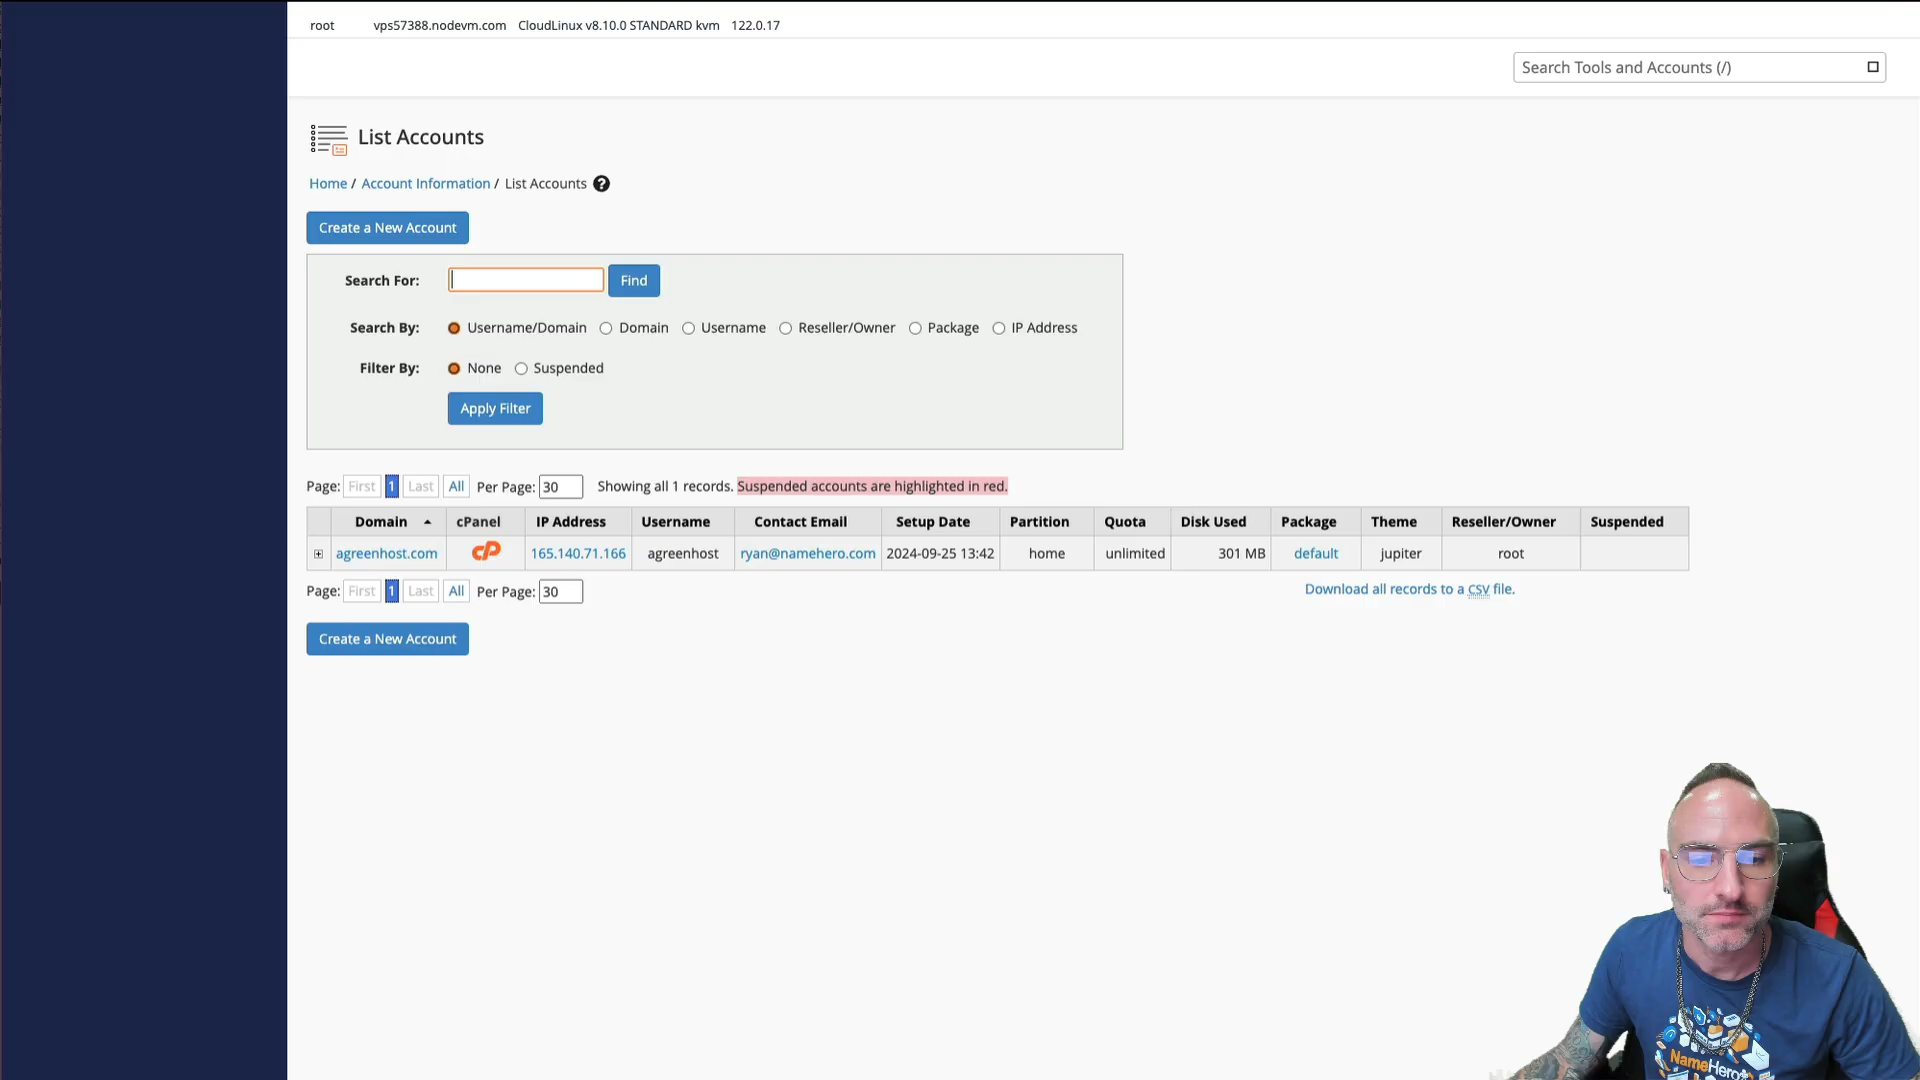 root vps57388.nodevm.com CloudLinux v8.10.0 STANDARD kvm 122.0.17
Search Tools and Accounts (/)
List Accounts
Home / Account Information / List Accounts ?
Create a New Account
Search For: Find
Search By: Username/Domain Domain Username Reseller/Owner Package IP Address
Filter By: None Suspended
Apply Filter
Page: First 1 Last All Per Page: 30 Showing all 1 records. Suspended accounts are highlighted in red.
Domain cPanel IP Address Username Contact Email Setup Date Partition Quota Disk Used Package Theme Reseller/Owner Suspended
agreenhost.com cP 165.140.71.166 agreenhost ryan@namehero.com 2024-09-25 13:42 home unlimited 301 MB default jupiter root
Page: First 1 Last All Per Page: 30 Download all records to a CSV file.
Create a New Account
NameHero